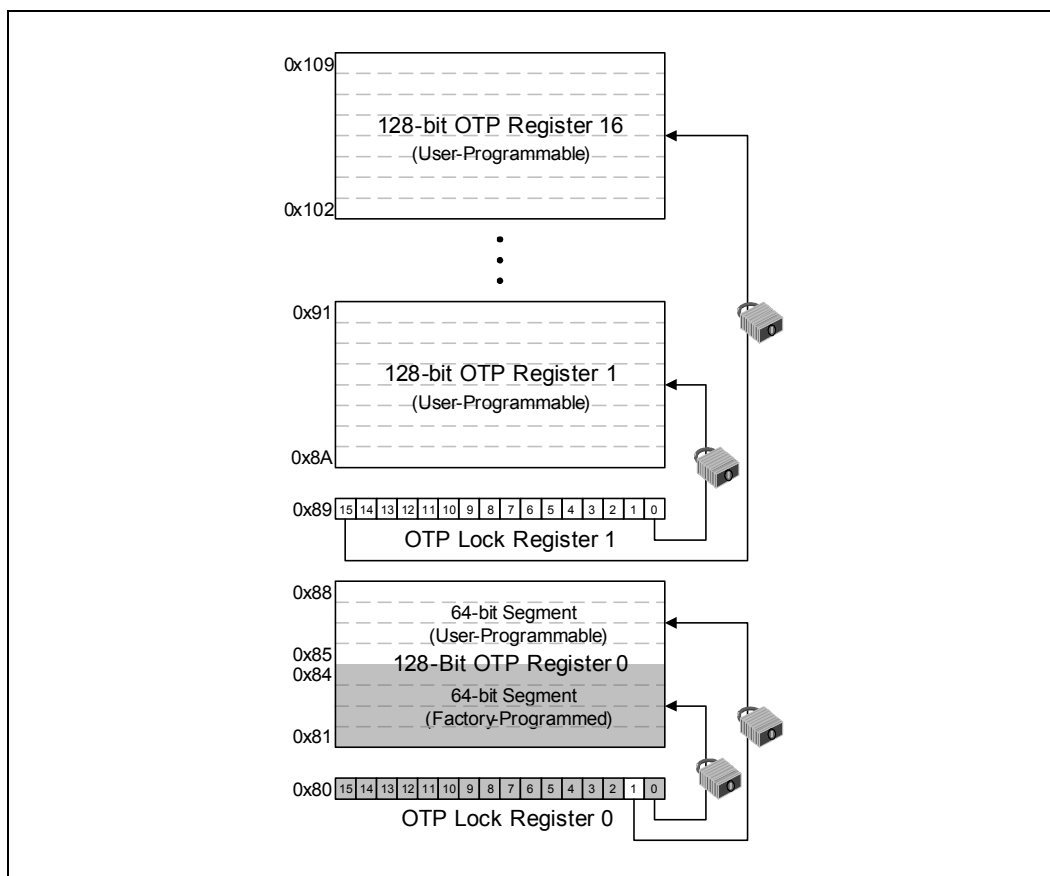 0x109
128-bit OTP Register 16
(User-Programmable)
0x102
0x91
128-bit OTP Register 1
(User-Programmable)
0x8A
0x89 15 14 13 12 11 10 9 8 7 6 5 4 3 2 1 0
OTP Lock Register 1
0x88
64-bit Segment
(User-Programmable)
0x85
128-Bit OTP Register 0
0x84
64-bit Segment
(Factory-Programmed)
0x81
0x80 15 14 13 12 11 10 9 8 7 6 5 4 3 2 1 0
OTP Lock Register 0